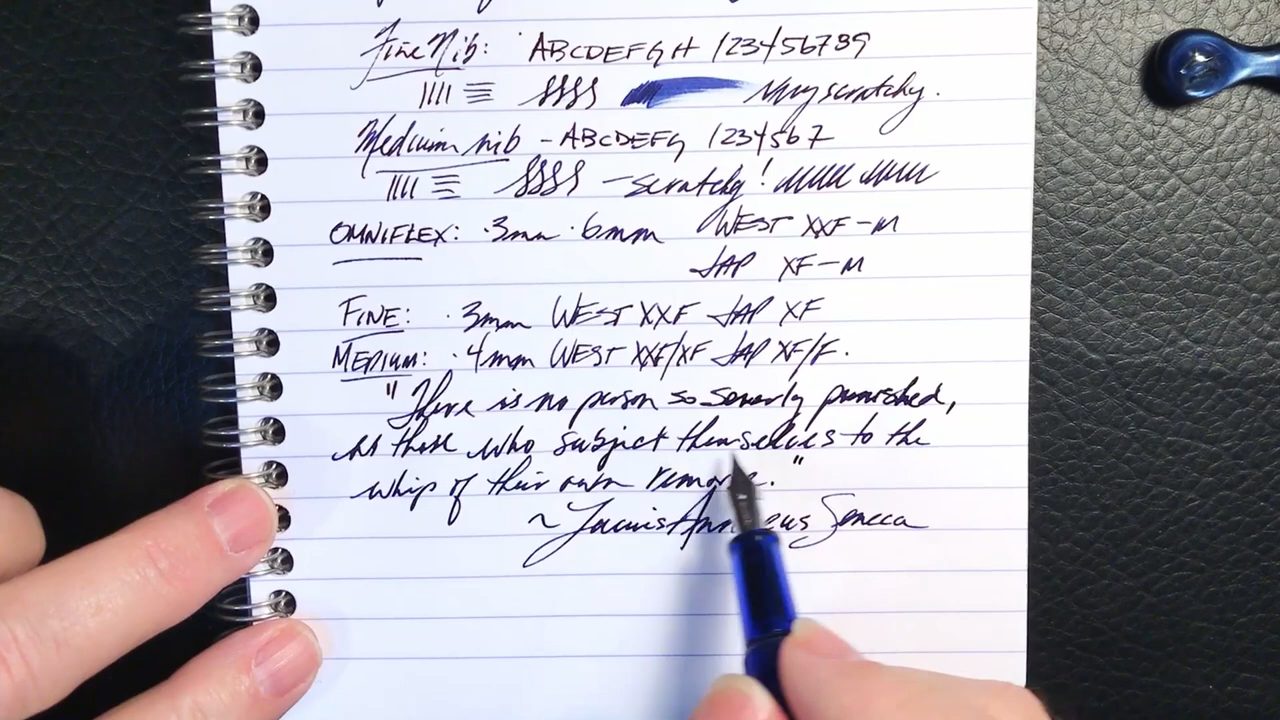 Fine Nib: ABCDEFGH 123456789
Very scratchy.
Medium nib - ABCDEFG 1234567
- scratchy!
OMNIFLEX: .3mm .6mm WEST XXF-M
JAP XF-M
FINE: .3mm WEST XXF JAP XF
MEDIUM: .4mm WEST XXF/XF JAP XF/F.
"There is no person so severly punished,
as those who subject themselves to the
whip of their own
Seneca